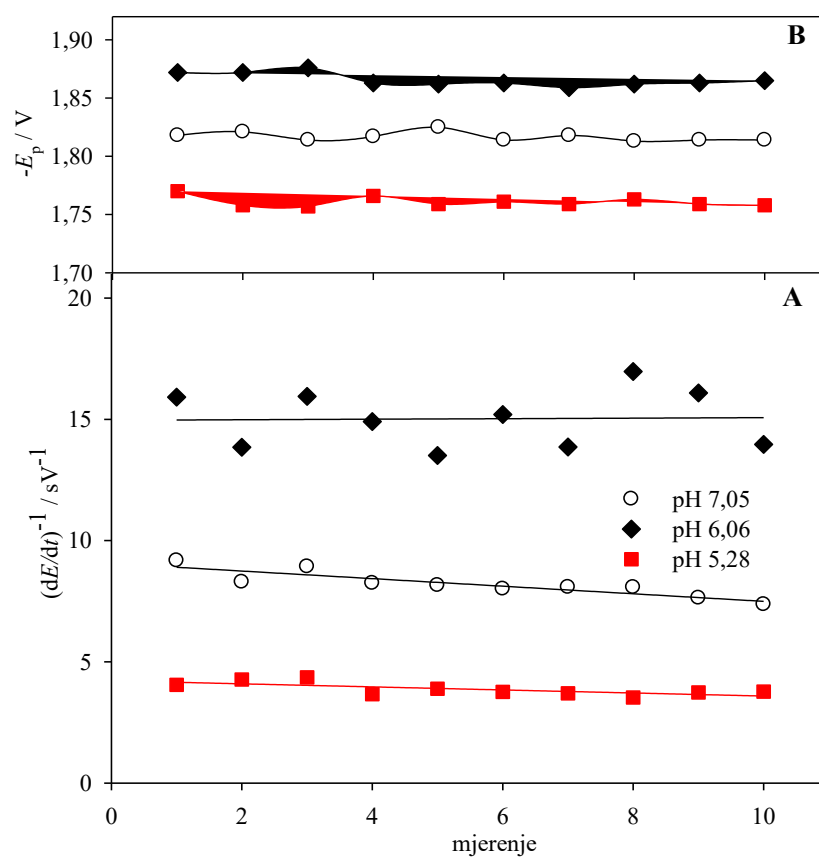 B
1,90
1,85
1,80
1,75
1,70
-Ep / V
A
20
15
10
5
0
(dE/dt)-1 / sV-1
pH 7,05
pH 6,06
pH 5,28
0 2 4 6 8 10
mjerenje